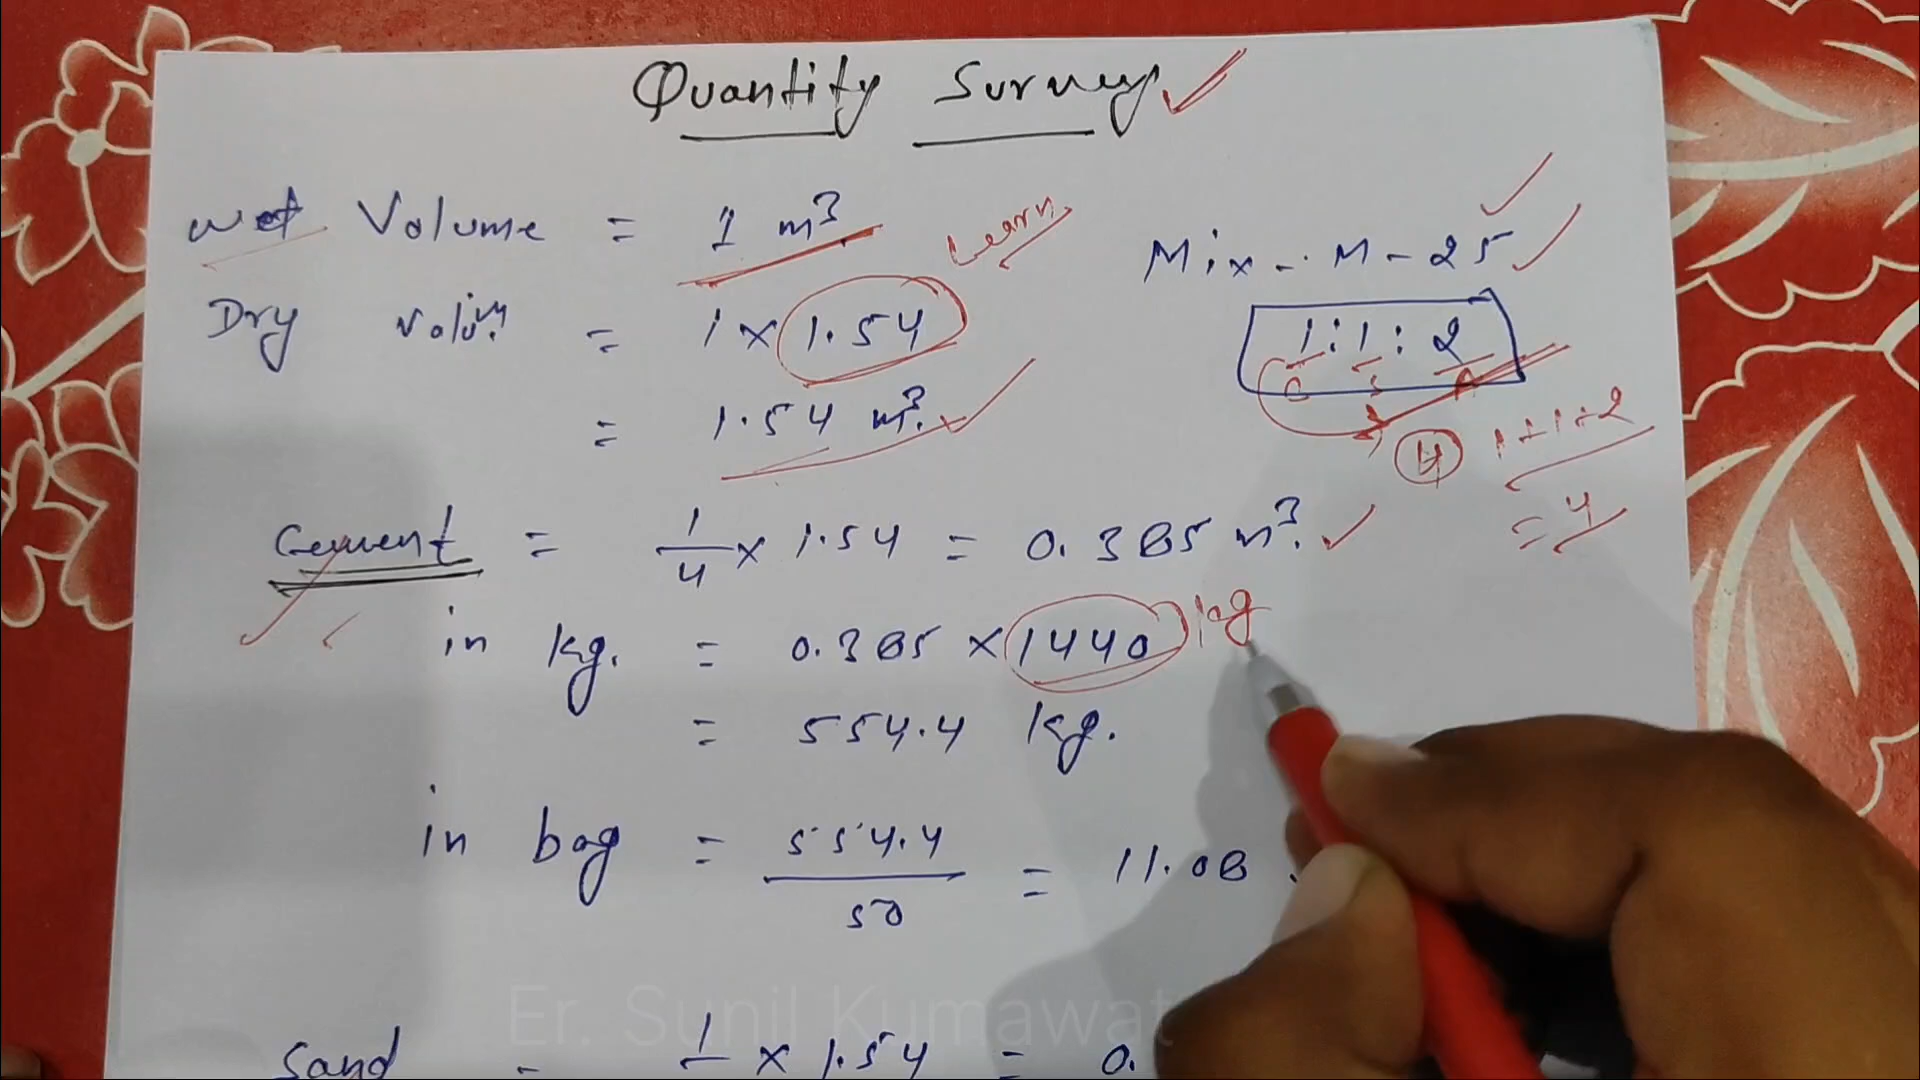 Quantity Survey
Wet Volume = 1 m³
Learn
Mix - M - 25
Dry = 1 x 1.54
1 : 1 : 2
= 1.54 m³.
4
1+1+2
= 4
Cement = 1/4 x 1.54 = 0.385 m³.
in kg. = 0.385 x 1440 kg
= 554.4 kg.
in bag = 554.4/50 = 11.08
Er. Sunil Kumawat
Sand = x 1.54 = 0.